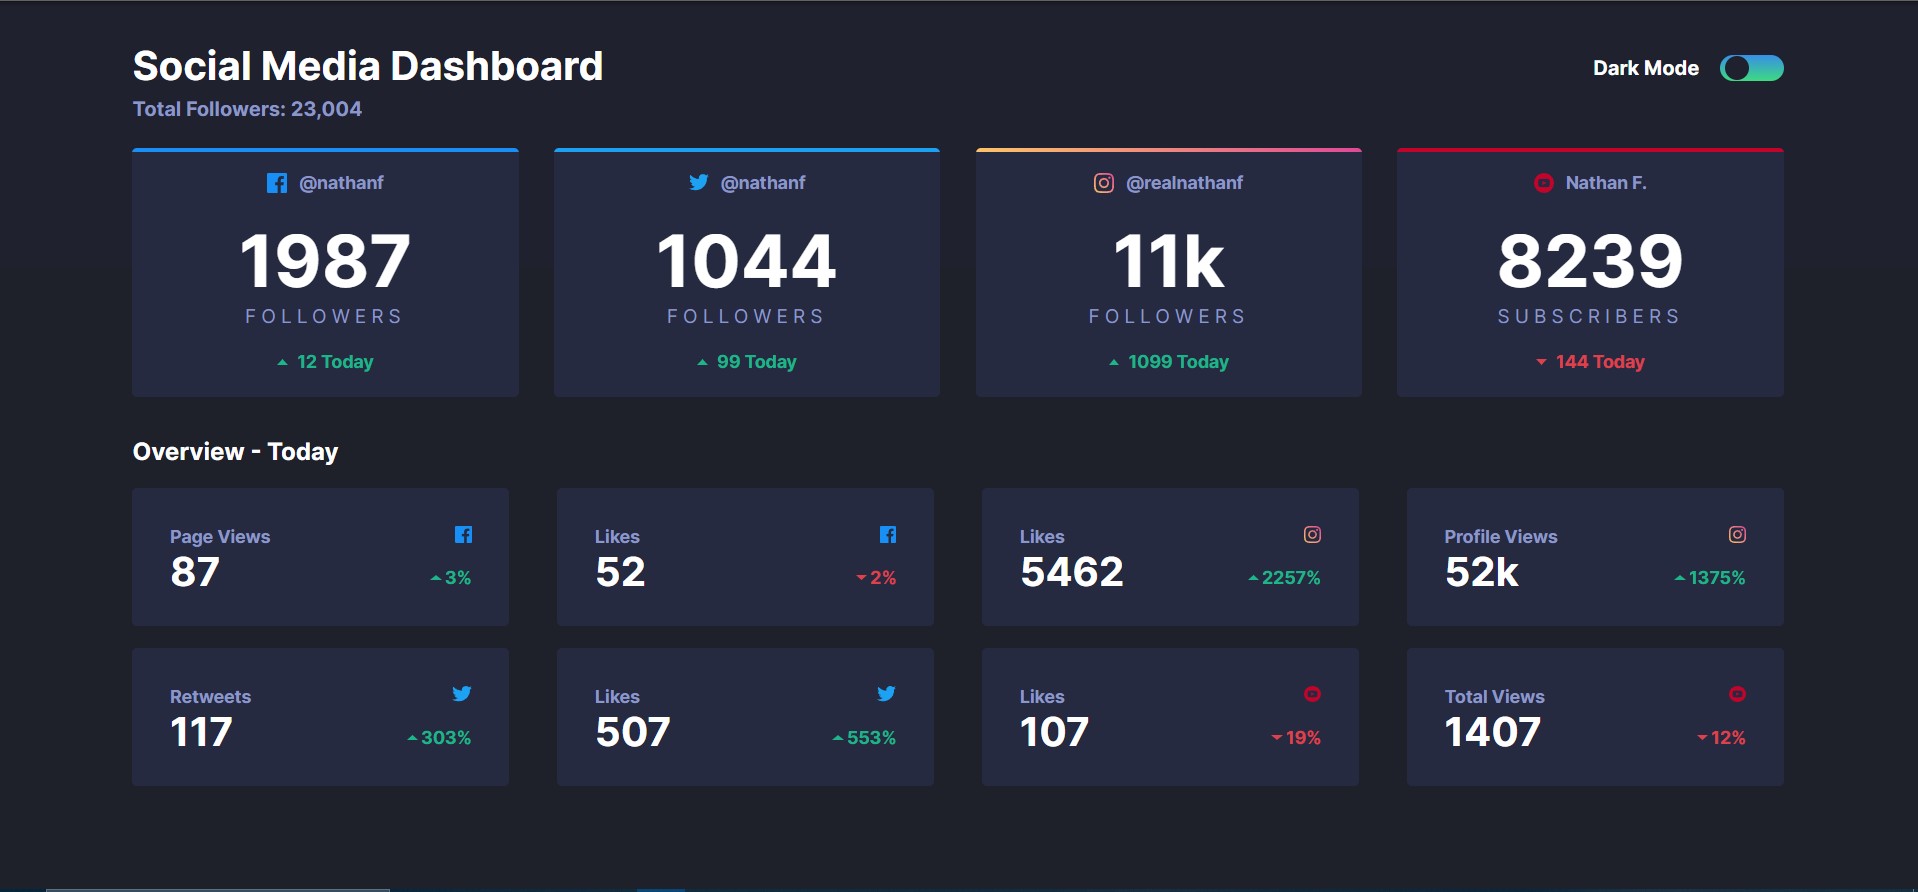 Social Media Dashboard
Dark Mode
Total Followers: 23,004
@nathanf
1987
FOLLOWERS
12 Today
@nathanf
1044
FOLLOWERS
99 Today
@realnathanf
11k
FOLLOWERS
1099 Today
Nathan F.
8239
SUBSCRIBERS
144 Today
Overview - Today
Page Views
87
3%
Likes
52
2%
Likes
5462
2257%
Profile Views
52k
1375%
Retweets
117
303%
Likes
507
553%
Likes
107
19%
Total Views
1407
12%